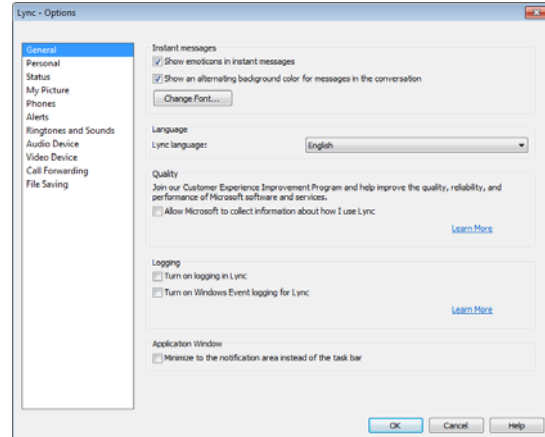 Lync - Options
General
Personal
Status
My Picture
Phones
Alerts
Ringtones and Sounds
Audio Device
Video Device
Call Forwarding
File Saving
Instant messages
Show emoticons in instant messages
Show an alternating background color for messages in the conversation
Change Font...
Language
Lync language:
English
Quality
Join our Customer Experience Improvement Program and help improve the quality, reliability, and
performance of Microsoft software and services.
Allow Microsoft to collect information about how I use Lync
Learn More
Logging
Turn on logging in Lync
Turn on Windows Event logging for Lync
Learn More
Application Window
Minimize to the notification area instead of the task bar
OK
Cancel
Help